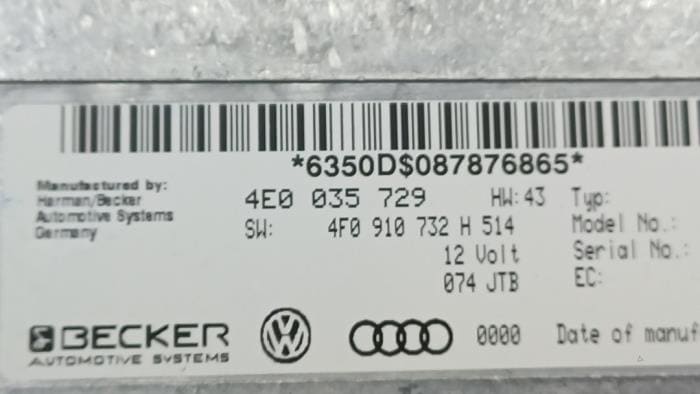 *6350D$087876865*
Manufactured by:
Harman/Becker
Automotive Systems
Germany
4E0 035 729 HW: 43
SW: 4F0 910 732 H 514
12 Volt
074 JTB
Typ:
Model No.:
Serial No.:
EC:
BECKER
AUTOMOTIVE SYSTEMS
0000 Date of manuf